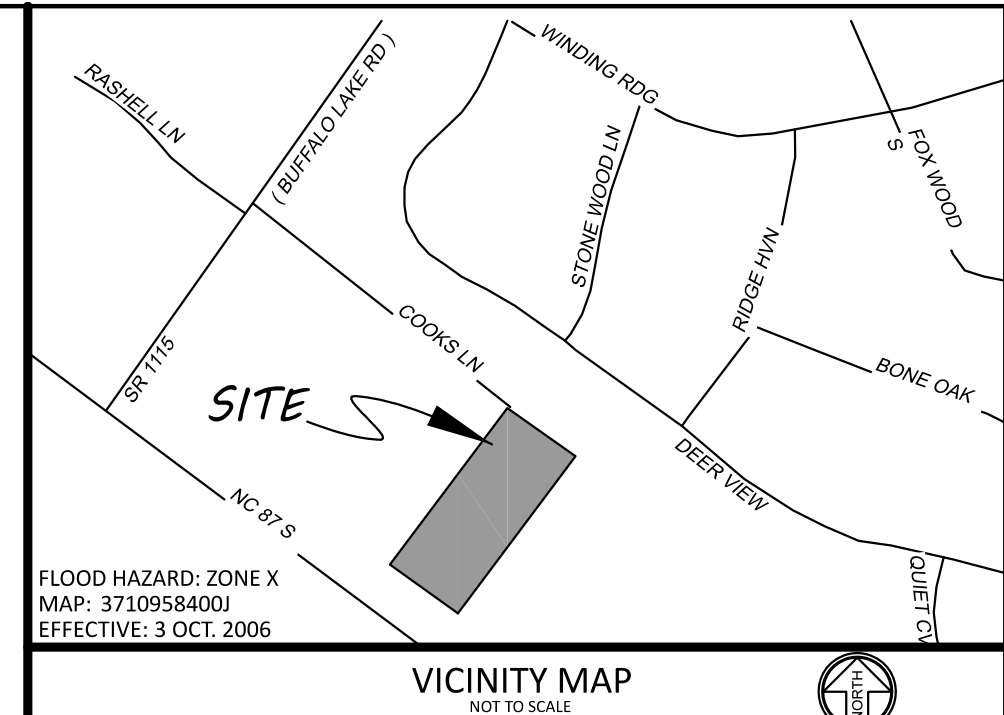 WINDING RDG
RASHELL LN
( BUFFALO LAKE RD )
STONE WOOD LN
FOX WOOD
S
RIDGE HVN
COOKS LN
SR 1115
BONE OAK
SITE
DEER VIEW
NC 87 S
QUIET CV
FLOOD HAZARD: ZONE X
MAP: 3710958400J
EFFECTIVE: 3 OCT. 2006
VICINITY MAP
NOT TO SCALE
NORTH